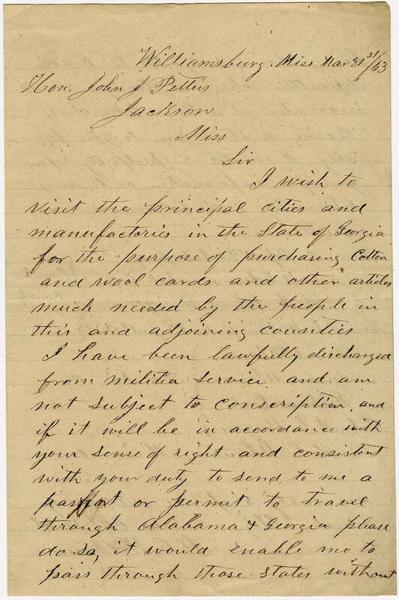 Williamsburg Miss Mar 31st/63
Hon. John J Pettus
Jackson
Miss
Sir
I wish to
visit the principal cities and
manufactories in the State of Georgia
for the purpose of purchasing Cotton
and wool cards and other articles
much needed by the people in
this and adjoining counties
I have been lawfully discharged
from militia service and am
not subject to conscription, and
if it will be in accordance with
your sense of right and consistent
with your duty to send to me a
passport or permit to travel
through Alabama & Georgia please
do so, it would enable me to
pass through those States without